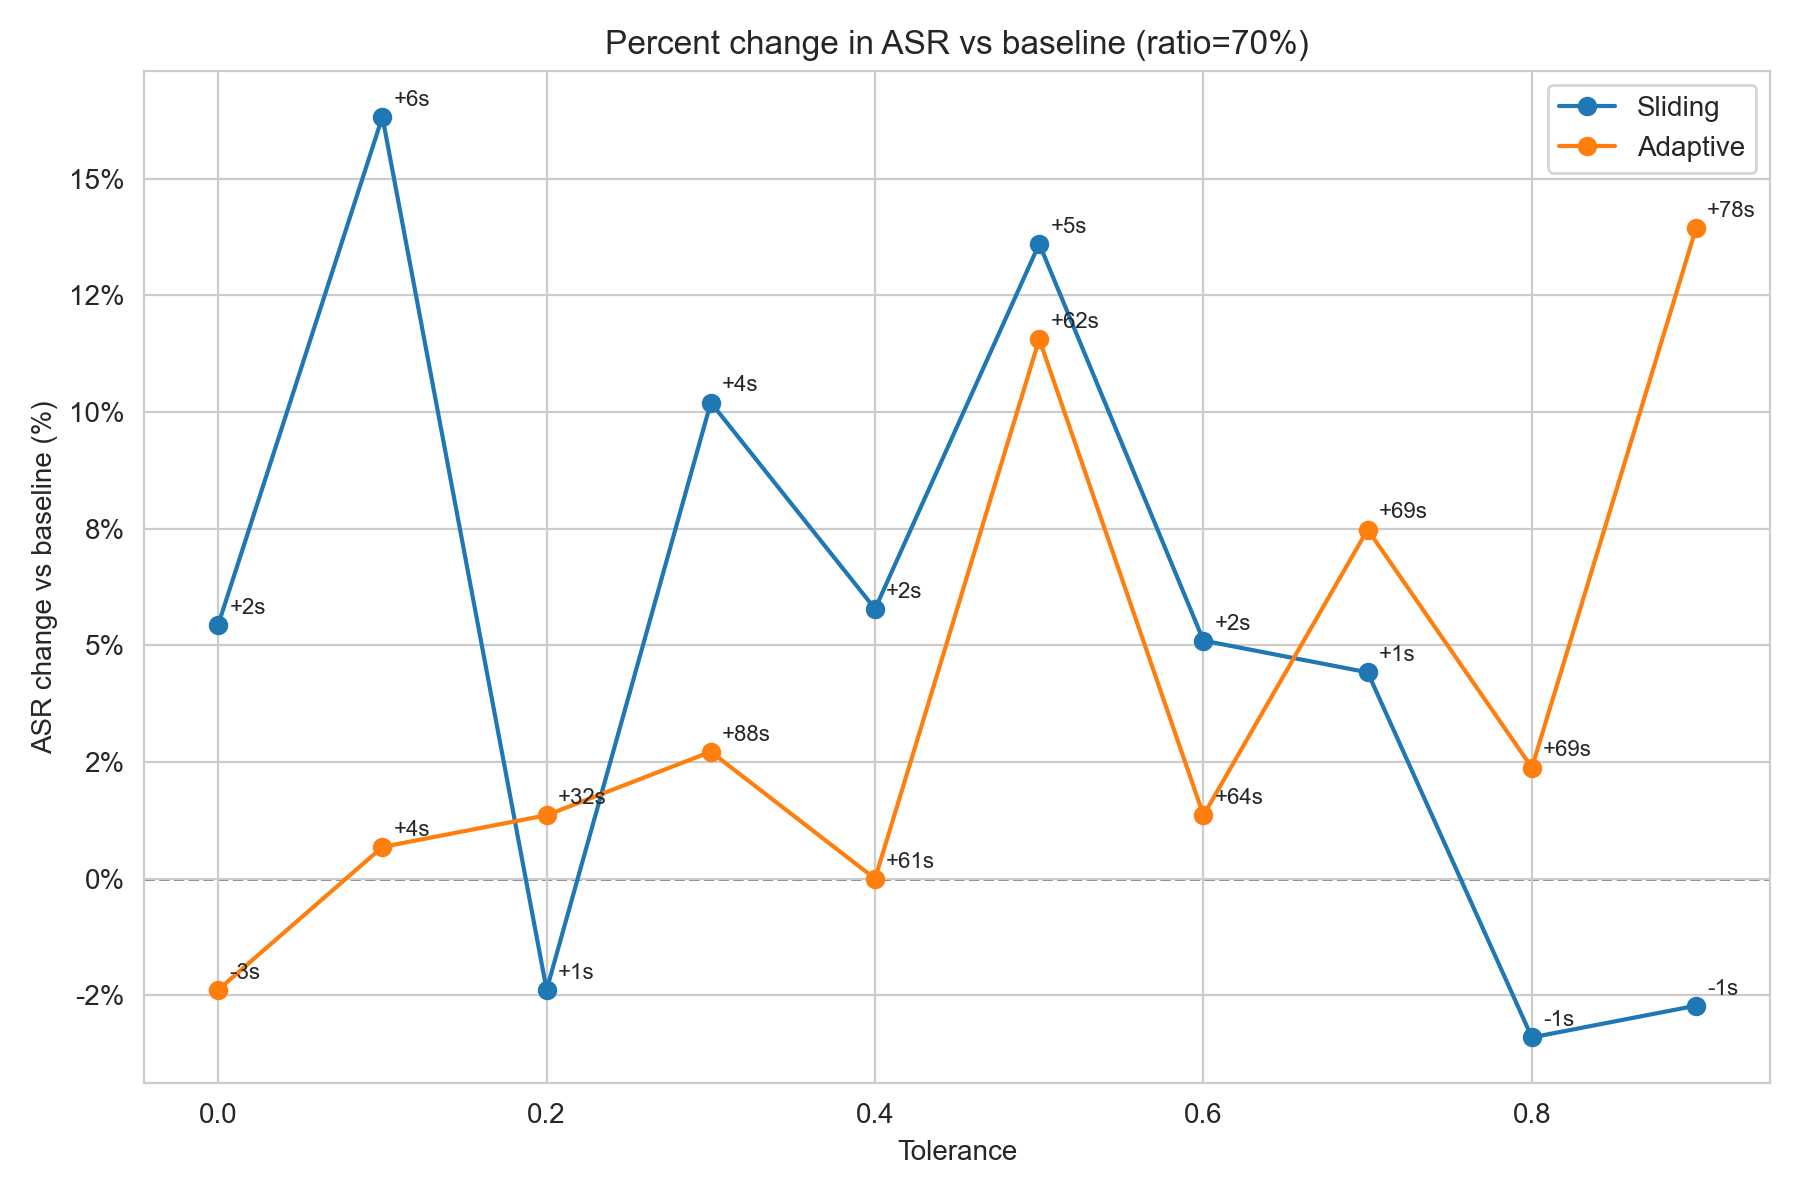 Percent change in ASR vs baseline (ratio=70%)
Sliding
Adaptive
ASR change vs baseline (%)
15%
12%
10%
8%
5%
2%
0%
-2%
+2s
+6s
+1s
+4s
+2s
+5s
+2s
+1s
-1s
-1s
-3s
+4s
+32s
+88s
+61s
+62s
+64s
+69s
+69s
+78s
0.0
0.2
0.4
0.6
0.8
Tolerance